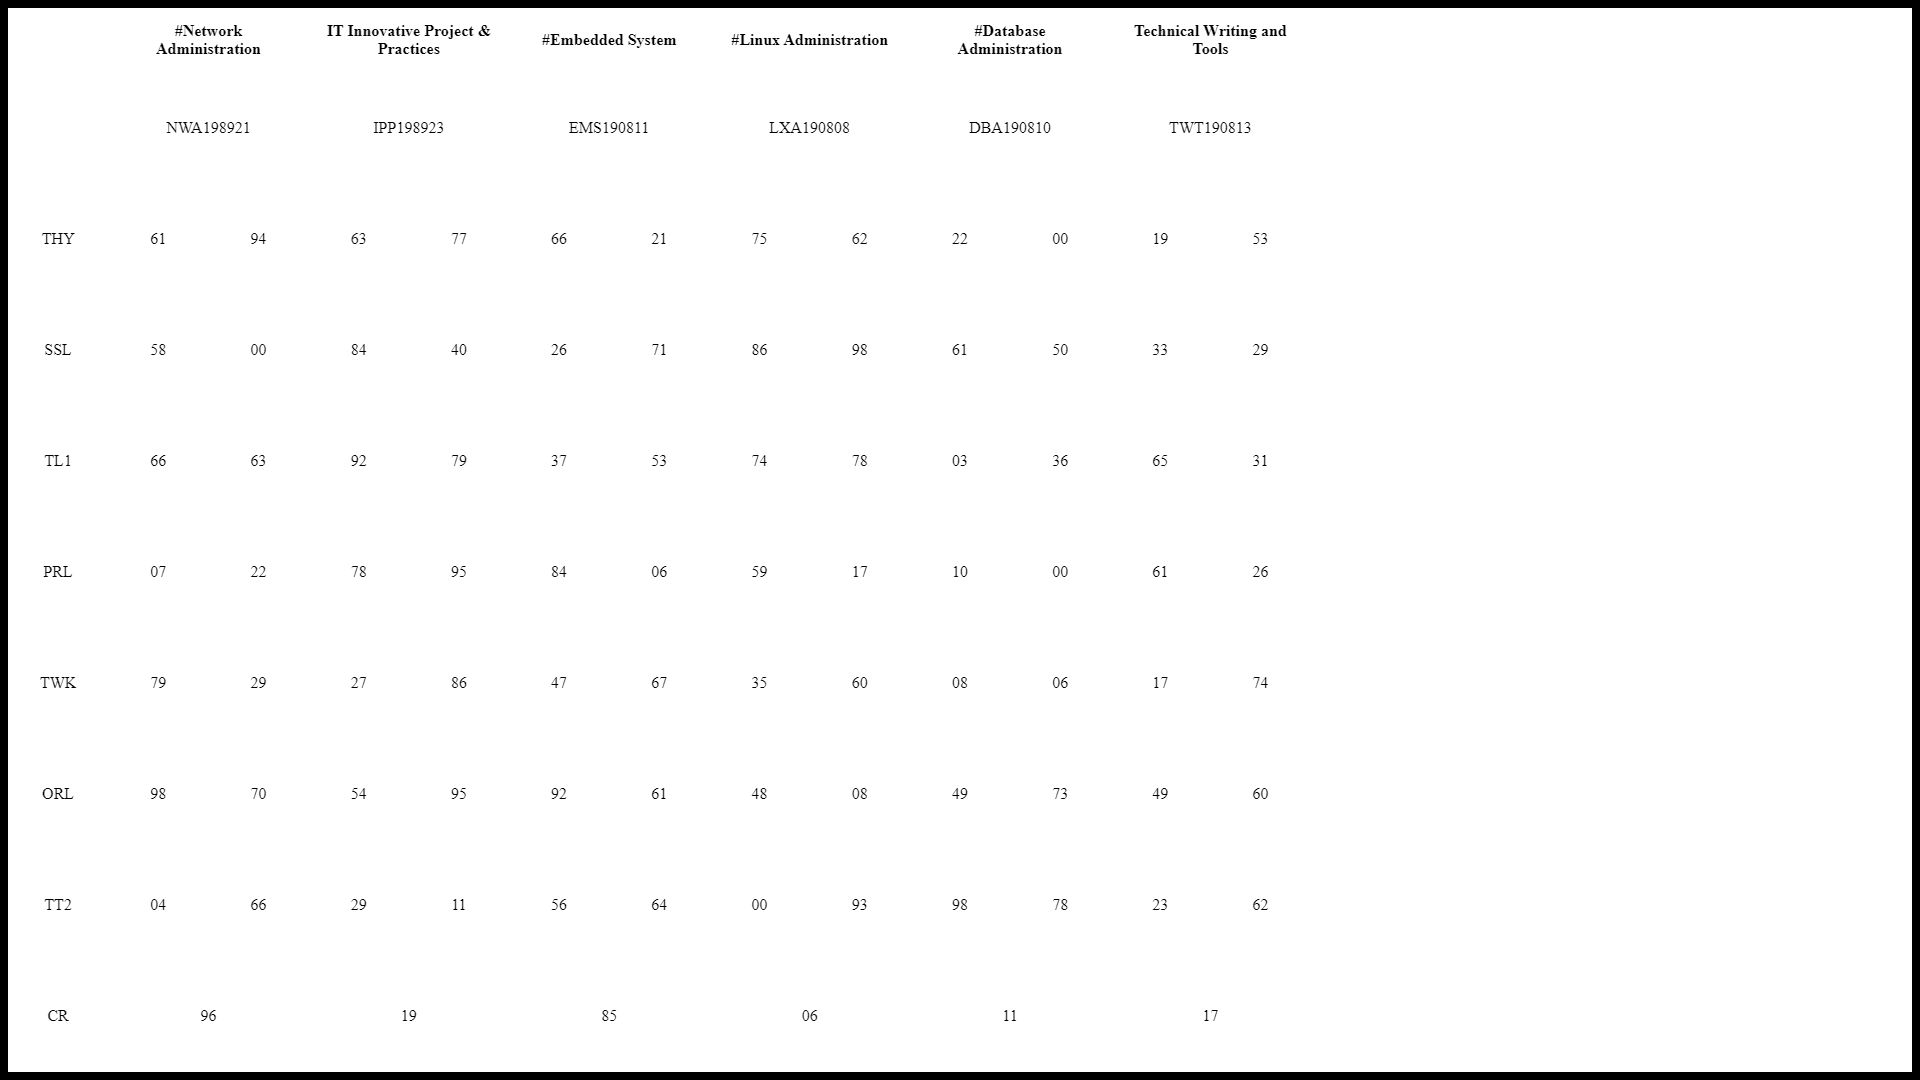 #Network Administration IT Innovative Project & Practices #Embedded System #Linux Administration #Database Administration Technical Writing and Tools
NWA198921 IPP198923 EMS190811 LXA190808 DBA190810 TWT190813
THY 61 94 63 77 66 21 75 62 22 00 19 53
SSL 58 00 84 40 26 71 86 98 61 50 33 29
TL1 66 63 92 79 37 53 74 78 03 36 65 31
PRL 07 22 78 95 84 06 59 17 10 00 61 26
TWK 79 29 27 86 47 67 35 60 08 06 17 74
ORL 98 70 54 95 92 61 48 08 49 73 49 60
TT2 04 66 29 11 56 64 00 93 98 78 23 62
CR 96 19 85 06 11 17